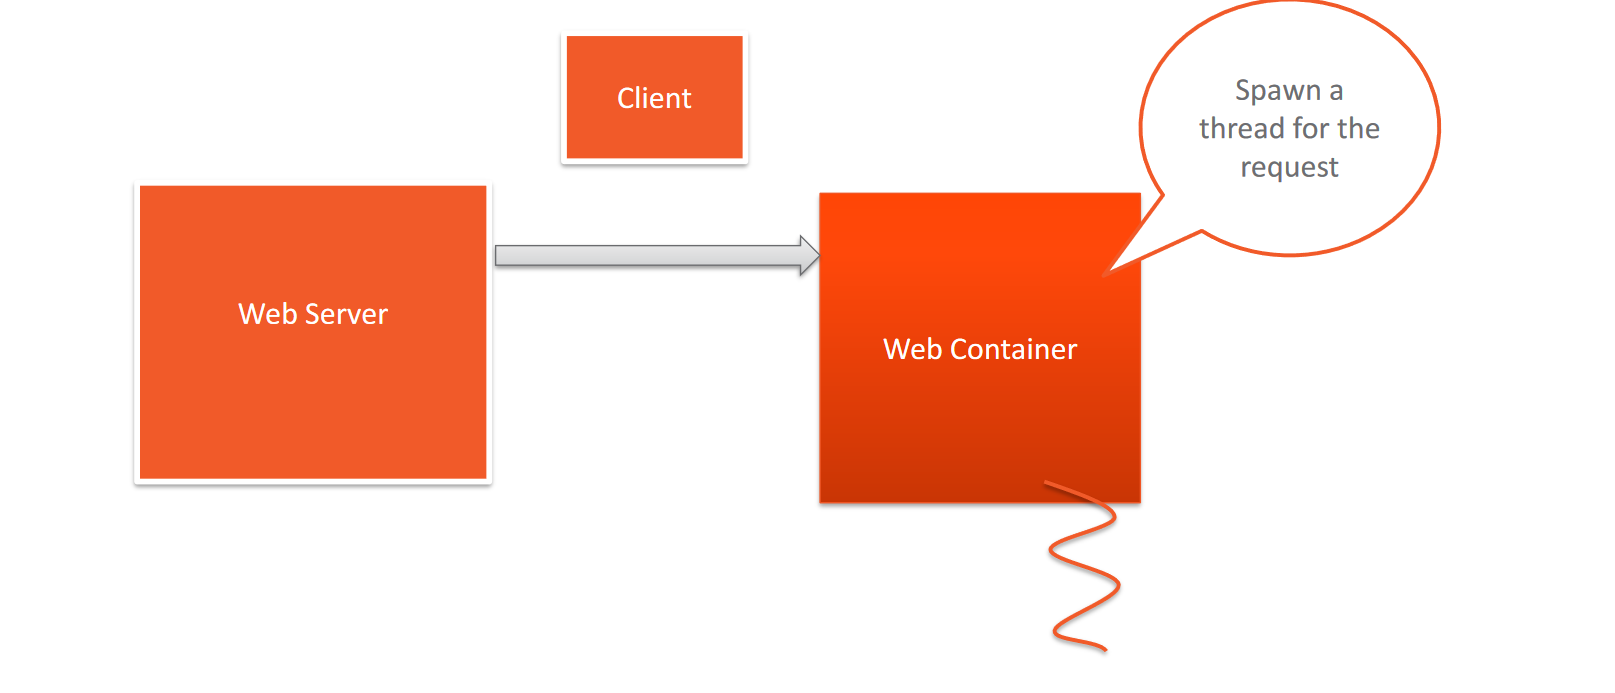 Client
Spawn a
thread for the
request
Web Server
Web Container